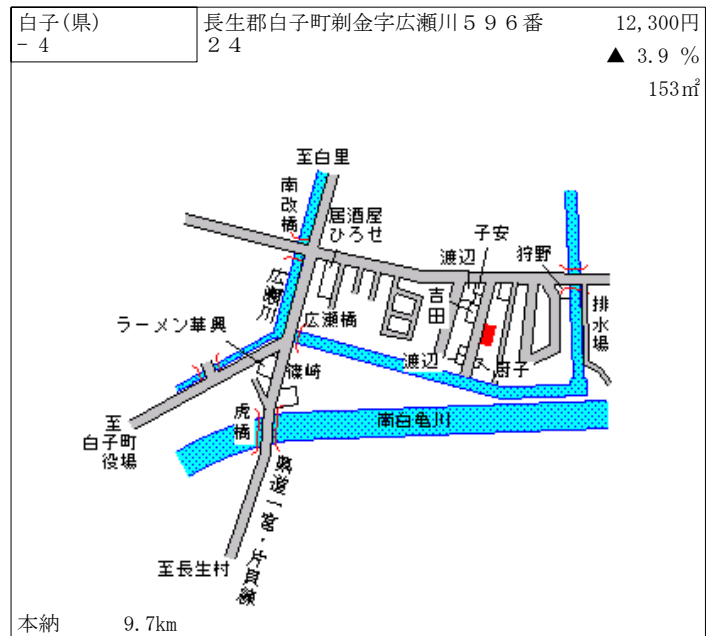 白子(県)
－４
長生郡白子町剃金字広瀬川５９６番
２４
12,300円
▲ 3.9 %
153㎡
至白里
南改橋
居酒屋
ひろせ
子安
渡辺
狩野
広瀬川
吉田
排水場
ラーメン華興
広瀬橋
渡辺
厨子
篠崎
至
白子町
役場
虎橋
南白亀川
県道一宮・片貝線
至長生村
本納 9.7km